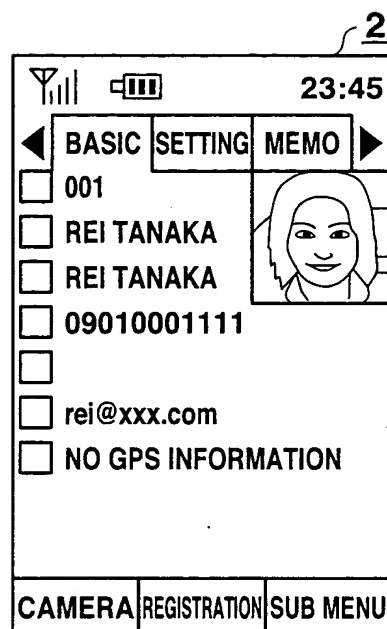 2
23:45
BASIC SETTING MEMO
001
REI TANAKA
REI TANAKA
09010001111
rei@xxx.com
NO GPS INFORMATION
CAMERA REGISTRATION SUB MENU